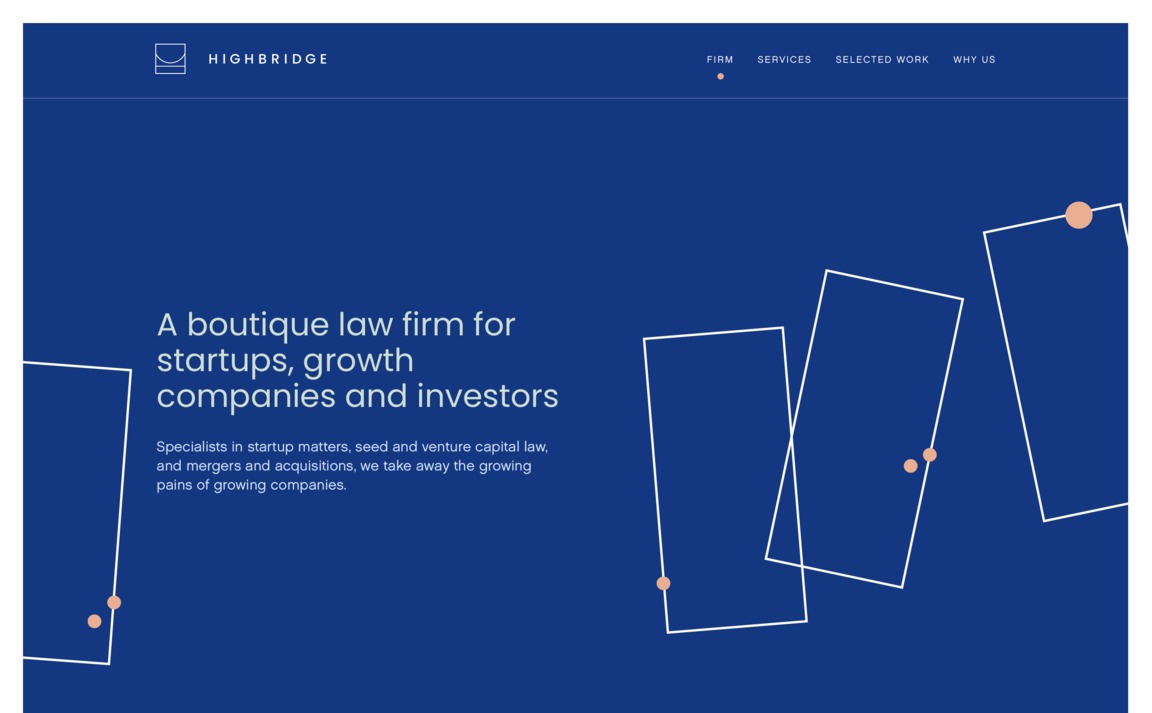 HIGHBRIDGE
FIRM SERVICES SELECTED WORK WHY US
A boutique law firm for
startups, growth
companies and investors
Specialists in startup matters, seed and venture capital law,
and mergers and acquisitions, we take away the growing
pains of growing companies.